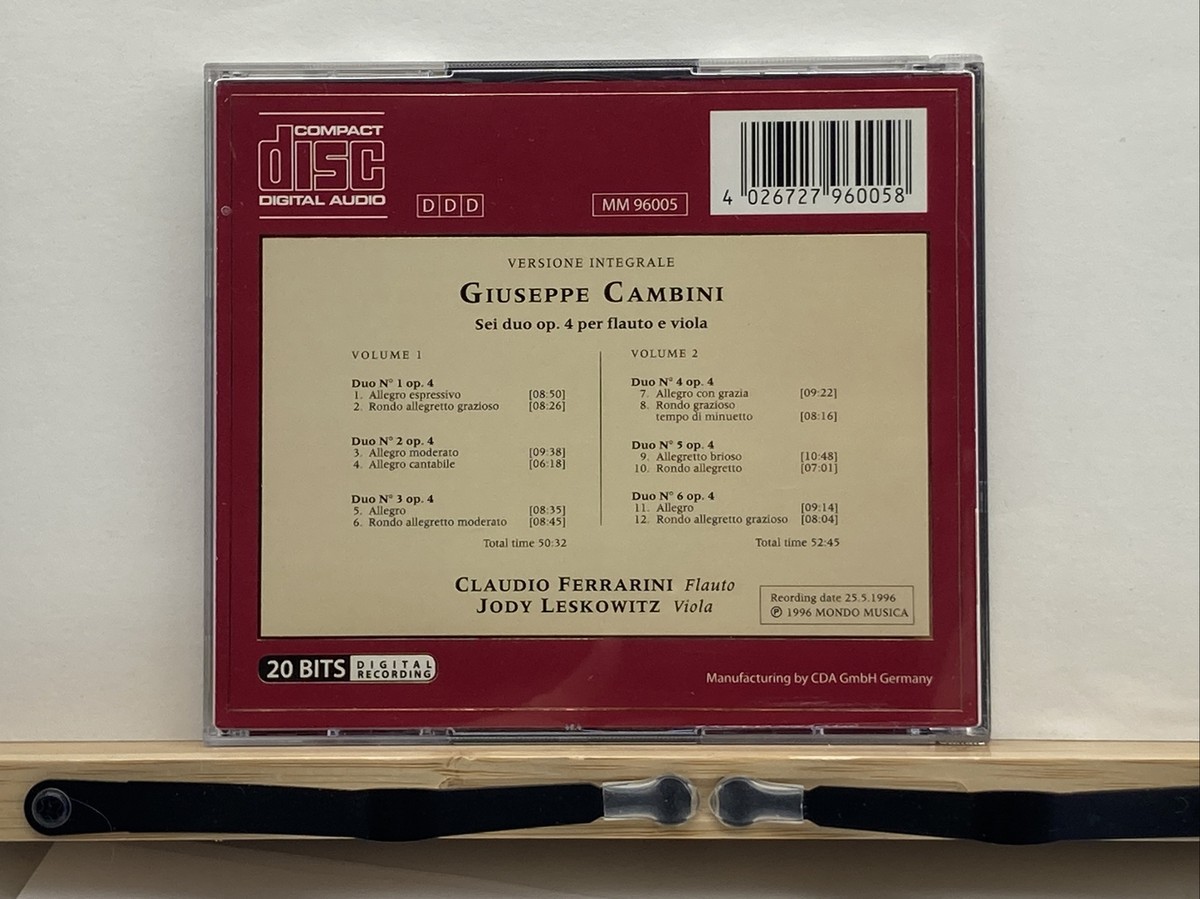 COMPACT
disc
DIGITAL AUDIO
DDD
MM 96005
4 026727 960058
VERSIONE INTEGRALE
GIUSEPPE CAMBINI
Sei duo op. 4 per flauto e viola
VOLUME 1
Duo N° 1 op. 4
1. Allegro espressivo [08:50]
2. Rondo allegretto grazioso [08:26]
Duo N° 2 op. 4
3. Allegro moderato [09:38]
4. Allegro cantabile [06:18]
Duo N° 3 op. 4
5. Allegro [08:35]
6. Rondo allegretto moderato [08:45]
Total time 50:32
VOLUME 2
Duo N° 4 op. 4
7. Allegro con grazia [09:22]
8. Rondo grazioso
tempo di minuetto [08:16]
Duo N° 5 op. 4
9. Allegretto brioso [10:48]
10. Rondo allegretto [07:01]
Duo N° 6 op. 4
11. Allegro [09:14]
12. Rondo allegretto grazioso [08:04]
Total time 52:45
CLAUDIO FERRARINI Flauto
JODY LESKOWITZ Viola
Reording date 25.5.1996
℗ 1996 MONDO MUSICA
20 BITS DIGITAL
RECORDING
Manufacturing by CDA GmbH Germany